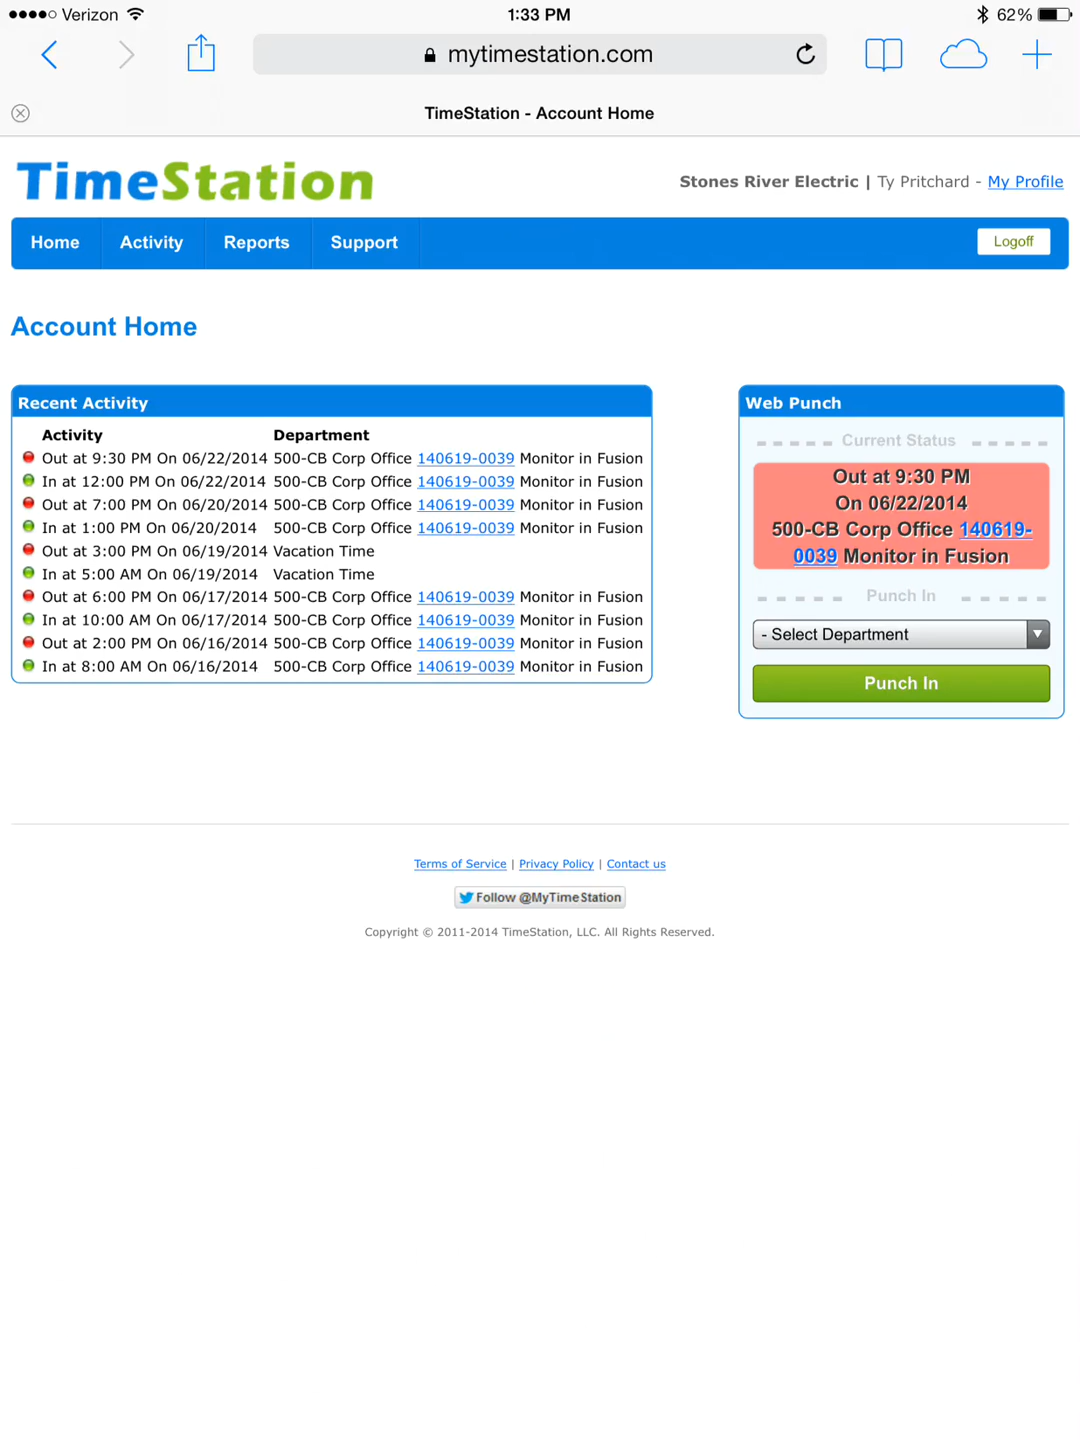 Verizon 1:33 PM 62%
mytimestation.com
TimeStation - Account Home
TimeStation
Stones River Electric | Ty Pritchard - My Profile
Home Activity Reports Support Logoff
Account Home
Recent Activity
Activity Department
Out at 9:30 PM On 06/22/2014 500-CB Corp Office 140619-0039 Monitor in Fusion
In at 12:00 PM On 06/22/2014 500-CB Corp Office 140619-0039 Monitor in Fusion
Out at 7:00 PM On 06/20/2014 500-CB Corp Office 140619-0039 Monitor in Fusion
In at 1:00 PM On 06/20/2014 500-CB Corp Office 140619-0039 Monitor in Fusion
Out at 3:00 PM On 06/19/2014 Vacation Time
In at 5:00 AM On 06/19/2014 Vacation Time
Out at 6:00 PM On 06/17/2014 500-CB Corp Office 140619-0039 Monitor in Fusion
In at 10:00 AM On 06/17/2014 500-CB Corp Office 140619-0039 Monitor in Fusion
Out at 2:00 PM On 06/16/2014 500-CB Corp Office 140619-0039 Monitor in Fusion
In at 8:00 AM On 06/16/2014 500-CB Corp Office 140619-0039 Monitor in Fusion
Web Punch
Current Status
Out at 9:30 PM
On 06/22/2014
500-CB Corp Office 140619-
0039 Monitor in Fusion
Punch In
- Select Department
Punch In
Terms of Service | Privacy Policy | Contact us
Follow @MyTimeStation
Copyright © 2011-2014 TimeStation, LLC. All Rights Reserved.